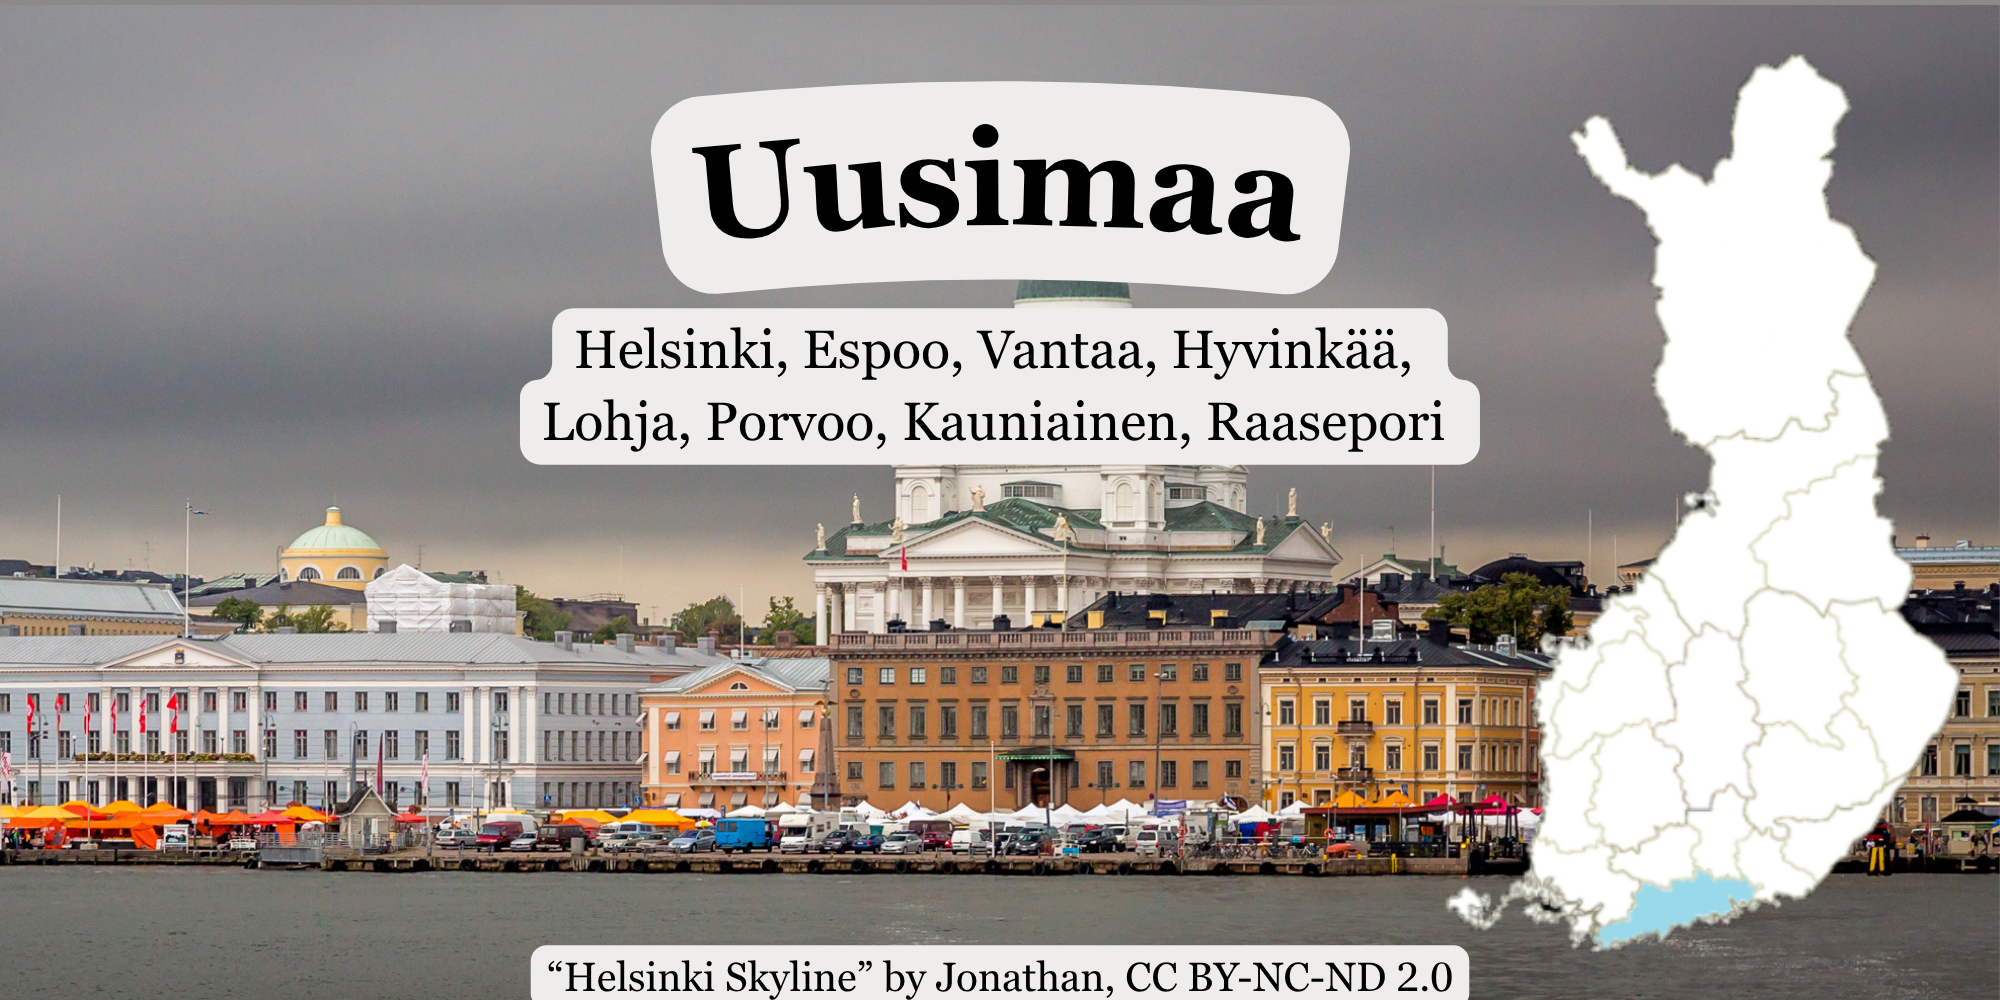 Uusimaa
Helsinki, Espoo, Vantaa, Hyvinkää,
Lohja, Porvoo, Kauniainen, Raasepori
“Helsinki Skyline” by Jonathan, CC BY-NC-ND 2.0